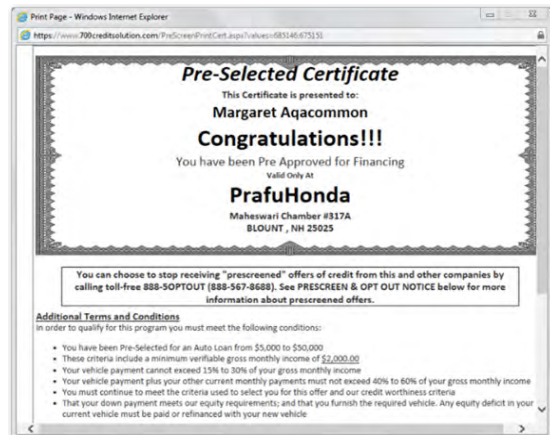 Print Page - Windows Internet Explorer
https://www.700creditsolution.com/PreScreenPrintCert.aspx?values=683146:675151
Pre-Selected Certificate
This Certificate is presented to:
Margaret Aqacommon
Congratulations!!!
You have been Pre Approved for Financing
Valid Only At
PrafuHonda
Maheswari Chamber #317A
BLOUNT , NH 25025
You can choose to stop receiving "prescreened" offers of credit from this and other companies by
calling toll-free 888-5OPTOUT (888-567-8688). See PRESCREEN & OPT OUT NOTICE below for more
information about prescreened offers.
Additional Terms and Conditions
In order to qualify for this program you must meet the following conditions:
• You have been Pre-Selected for an Auto Loan from $5,000 to $50,000
• These criteria include a minimum verifiable gross monthly income of $2,000.00
• Your vehicle payment cannot exceed 15% to 30% of your gross monthly income
• Your vehicle payment plus your other current monthly payments must not exceed 40% to 60% of your gross monthly income
• You must continue to meet the criteria used to select you for this offer and our credit worthiness criteria
• That your down payment meets our equity requirements; and that you furnish the required vehicle. Any equity deficit in your
current vehicle must be paid or refinanced with your new vehicle